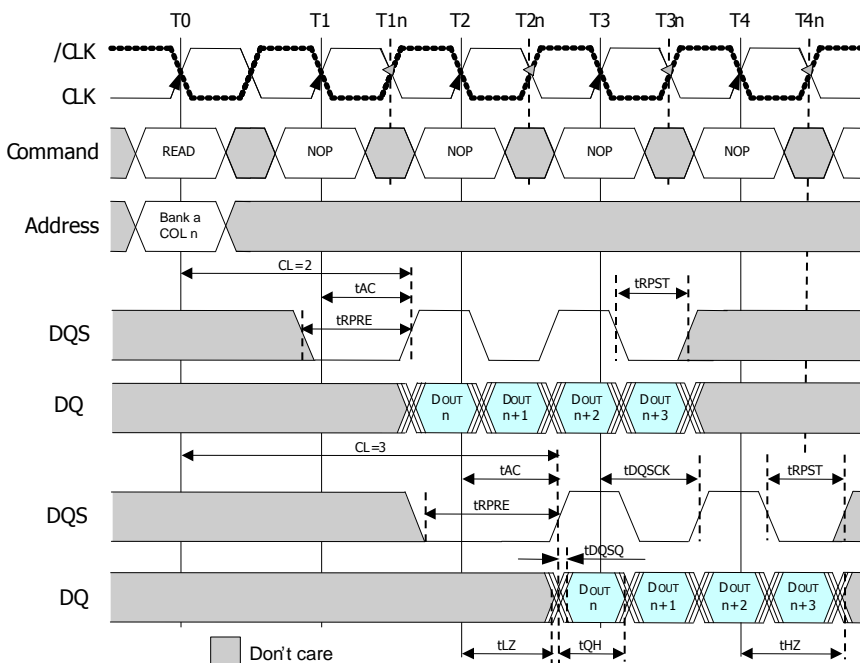 T0 T1 T1n T2 T2n T3 T3n T4 T4n
/CLK
CLK
Command READ NOP NOP NOP NOP
Address Bank a
COL n
CL=2
tAC tRPST
tRPRE
DQS
DQ DOUT n DOUT n+1 DOUT n+2 DOUT n+3
CL=3
tAC tDQSCK tRPST
tRPRE
DQS
tDQSQ
DQ DOUT n DOUT n+1 DOUT n+2 DOUT n+3
tLZ tQH tHZ
Don't care